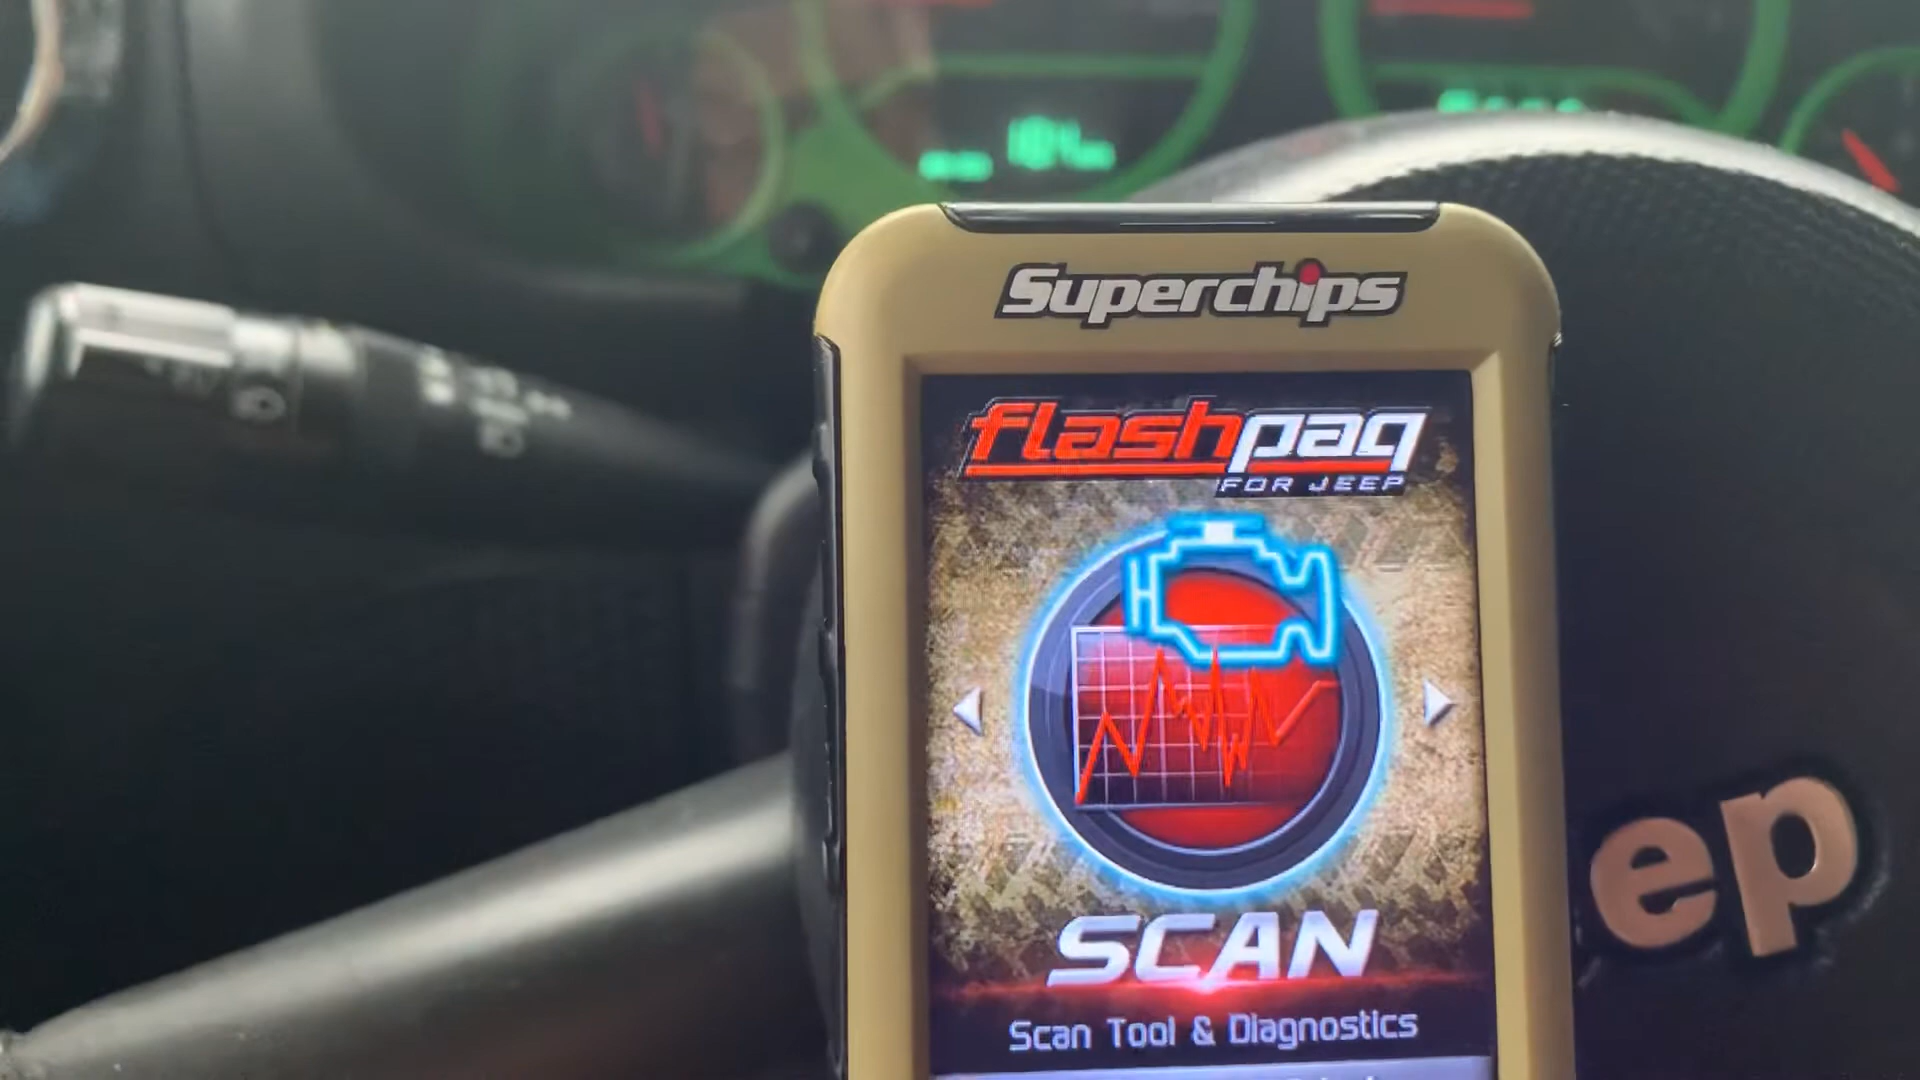 Superchips
flashpaq
FOR JEEP
SCAN
ep
Scan Tool & Diagnostics